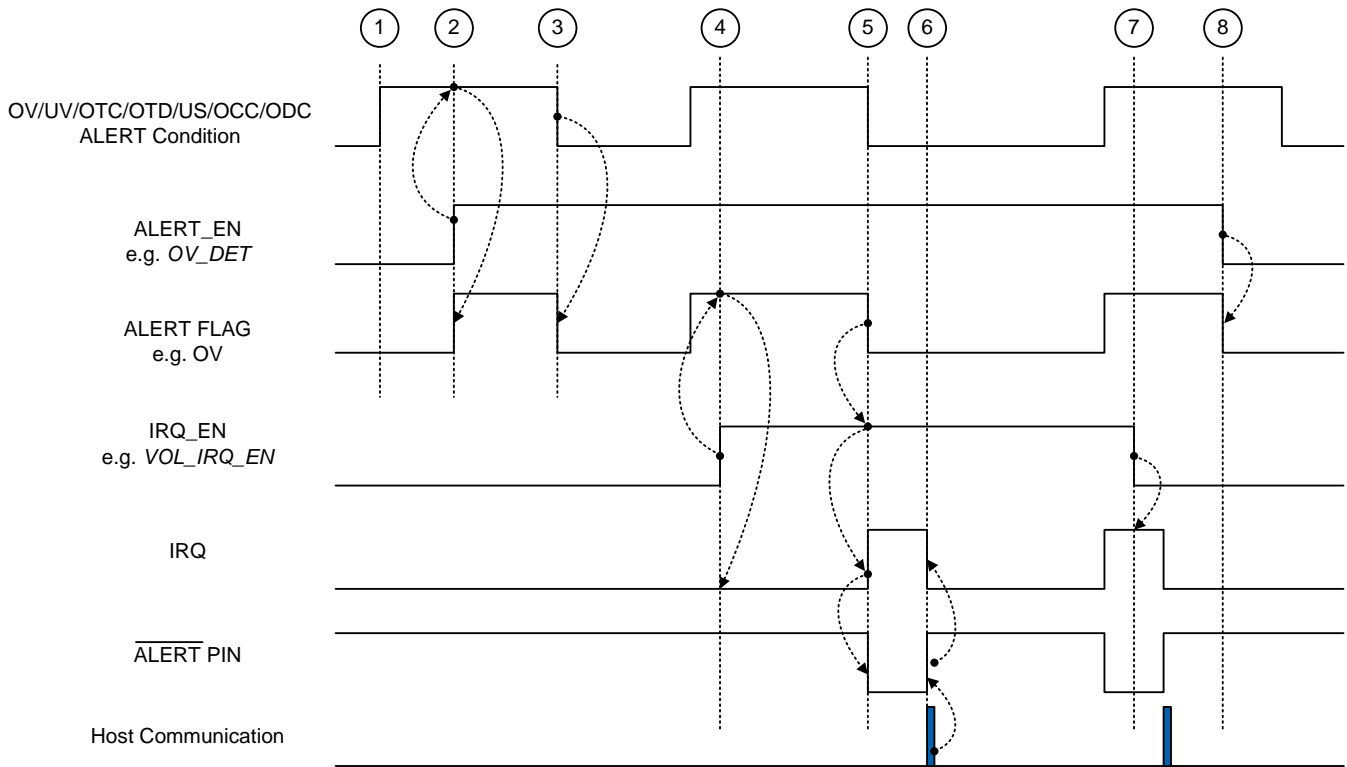 1 2 3 4 5 6 7 8
OV/UV/OTC/OTD/US/OCC/ODC
ALERT Condition
ALERT_EN
e.g. OV_DET
ALERT FLAG
e.g. OV
IRQ_EN
e.g. VOL_IRQ_EN
IRQ
ALERT PIN
Host Communication